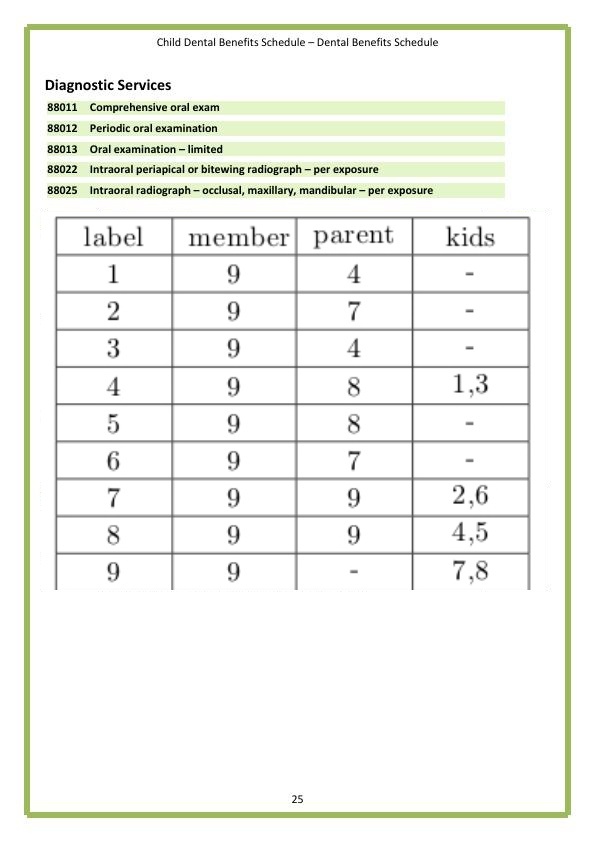 Child Dental Benefits Schedule – Dental Benefits Schedule
Diagnostic Services
88011 Comprehensive oral exam
88012 Periodic oral examination
88013 Oral examination – limited
88022 Intraoral periapical or bitewing radiograph – per exposure
88025 Intraoral radiograph – occlusal, maxillary, mandibular – per exposure
label member parent kids
1 9 4 -
2 9 7 -
3 9 4 -
4 9 8 1,3
5 9 8 -
6 9 7 -
7 9 9 2,6
8 9 9 4,5
9 9 - 7,8
25